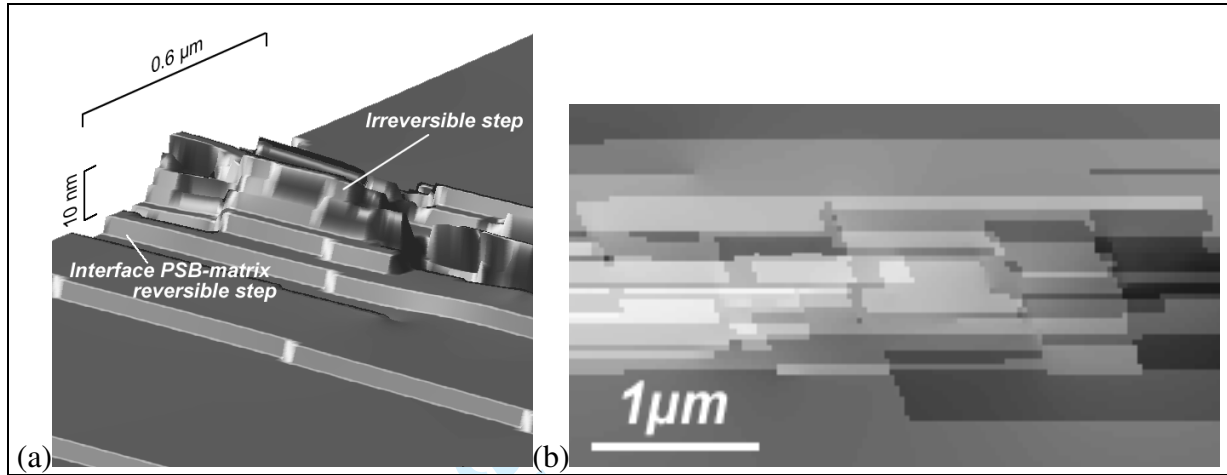 0.6 µm
10 nm
Irreversible step
Interface PSB-matrix
reversible step
(a)
1µm
(b)